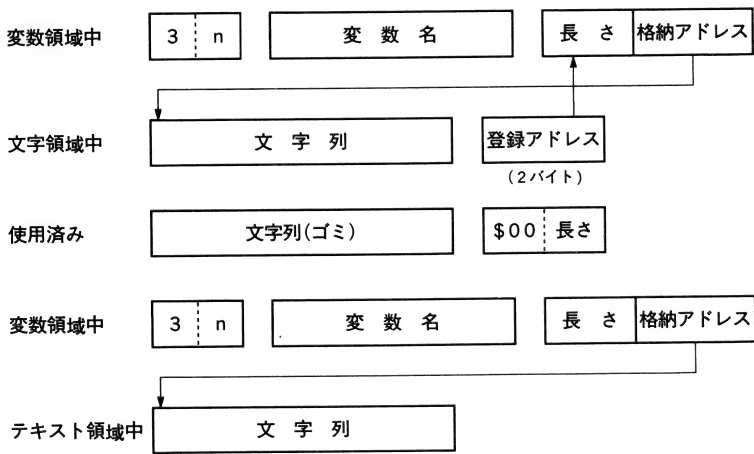 変数領域中 3 n 変数名 長さ 格納アドレス
文字領域中 文字列 登録アドレス
(2バイト)
使用済み 文字列(ゴミ) $00 長さ
変数領域中 3 n 変数名 長さ 格納アドレス
テキスト領域中 文字列